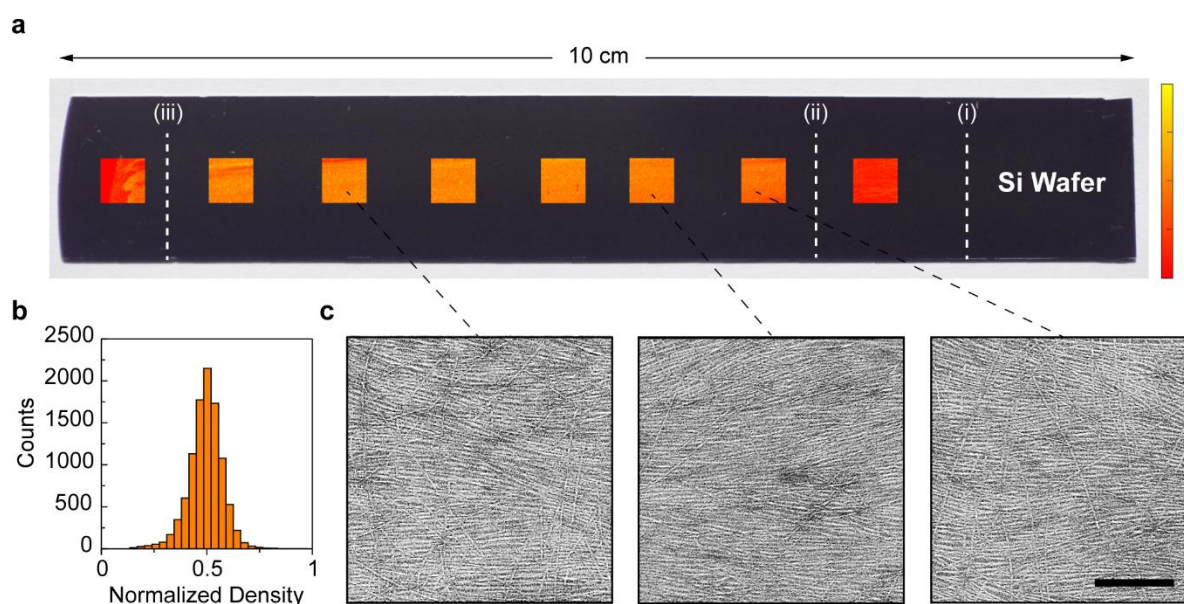 a
10 cm
(iii)
(ii)
(i)
Si Wafer
b
2500
2000
1500
1000
500
0
Counts
0
0.5
1
Normalized Density
c